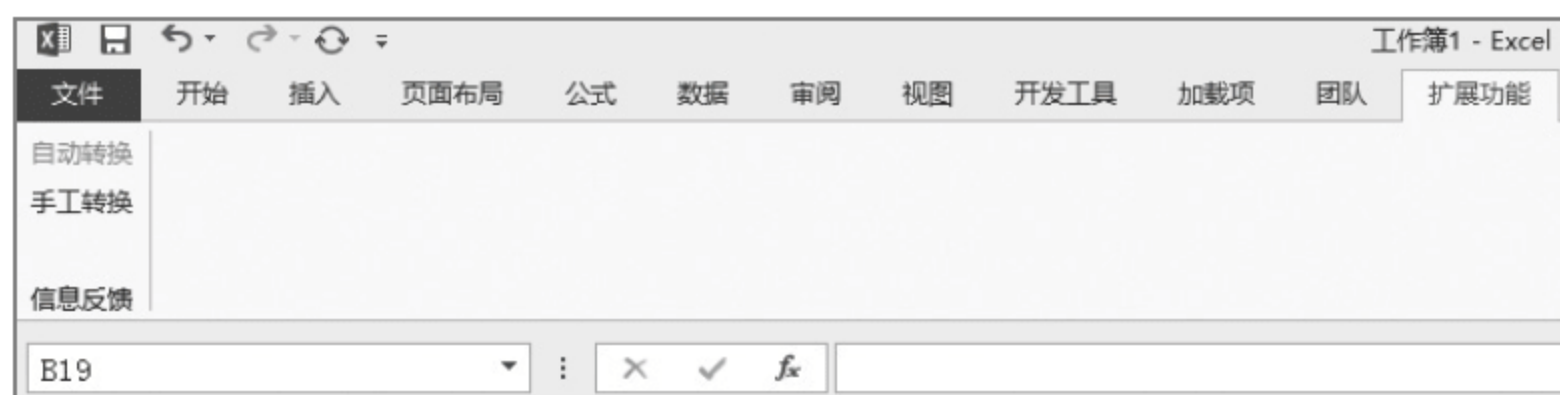 工作簿1 - Excel
文件 开始 插入 页面布局 公式 数据 审阅 视图 开发工具 加载项 团队 扩展功能
自动转换
手工转换
信息反馈
B19 fx